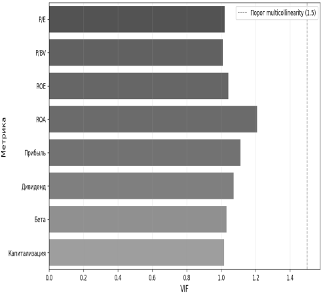 Порог multicollinearity (1.5)
P/E
P/BV
ROE
ROA
Прибыль
Дивиденд
Бета
Капитализация
Метрика
0.0 0.2 0.4 0.6 0.8 1.0 1.2 1.4
VIF